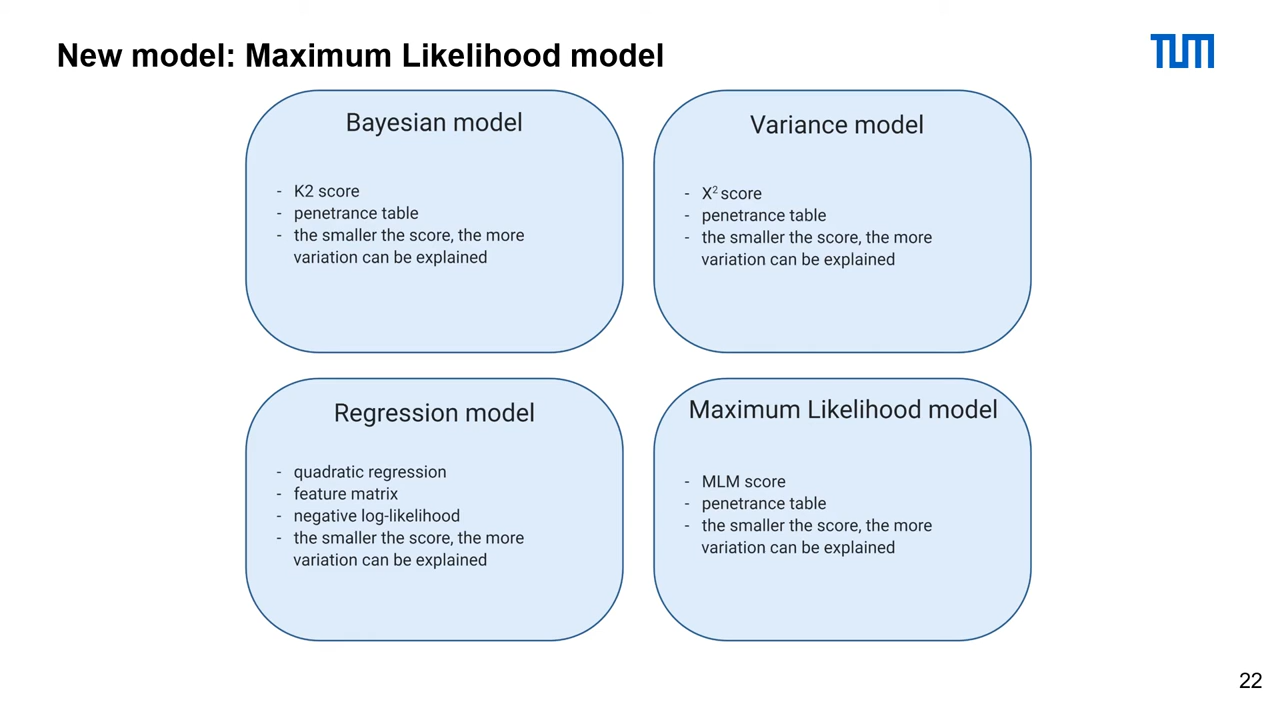 New model: Maximum Likelihood model
TUM
Bayesian model
- K2 score
- penetrance table
- the smaller the score, the more
variation can be explained
Variance model
- X² score
- penetrance table
- the smaller the score, the more
variation can be explained
Regression model
- quadratic regression
- feature matrix
- negative log-likelihood
- the smaller the score, the more
variation can be explained
Maximum Likelihood model
- MLM score
- penetrance table
- the smaller the score, the more
variation can be explained
22